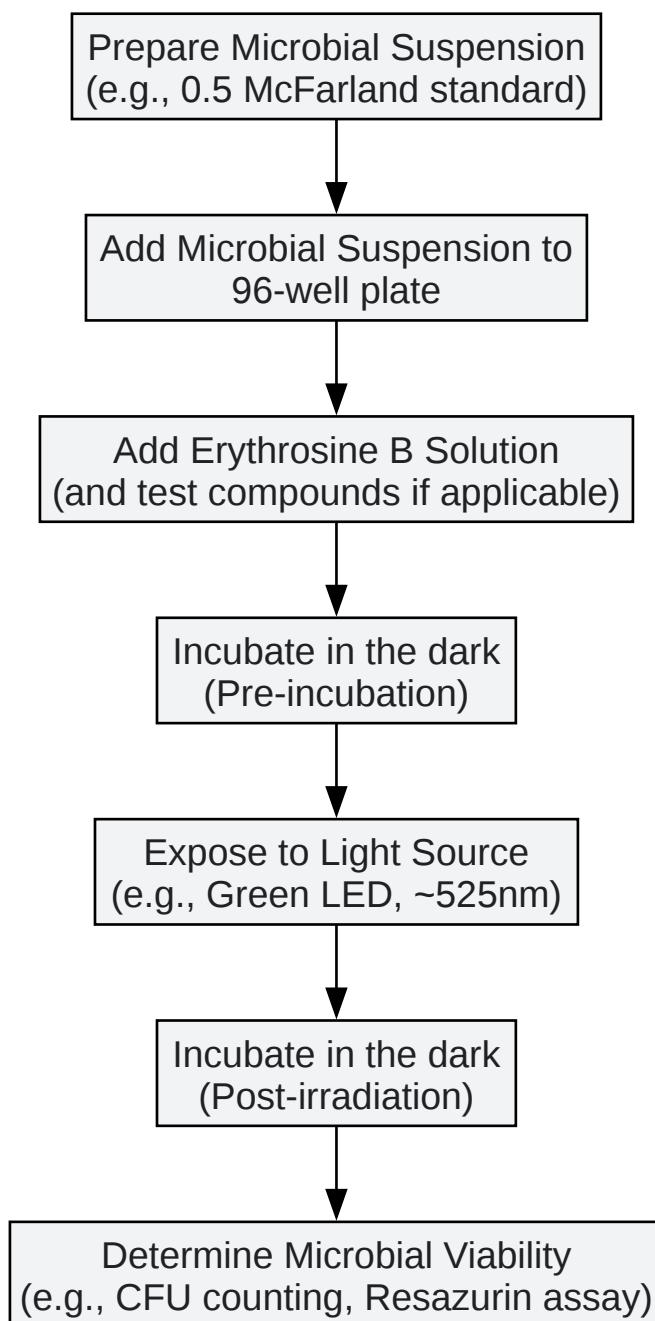 Prepare Microbial Suspension
(e.g., 0.5 McFarland standard)
Add Microbial Suspension to
96-well plate
Add Erythrosine B Solution
(and test compounds if applicable)
Incubate in the dark
(Pre-incubation)
Expose to Light Source
(e.g., Green LED, ~525nm)
Incubate in the dark
(Post-irradiation)
Determine Microbial Viability
(e.g., CFU counting, Resazurin assay)